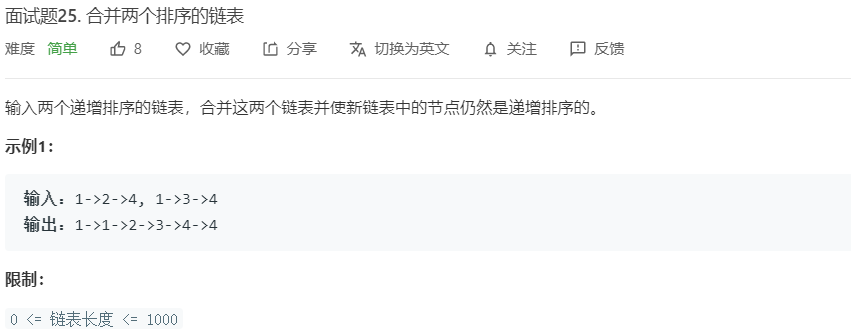 面试题25. 合并两个排序的链表
难度 简单 8 收藏 分享 切换为英文 关注 反馈
输入两个递增排序的链表，合并这两个链表并使新链表中的节点仍然是递增排序的。
示例1：
输入：1->2->4, 1->3->4
输出：1->1->2->3->4->4
限制：
0 <= 链表长度 <= 1000